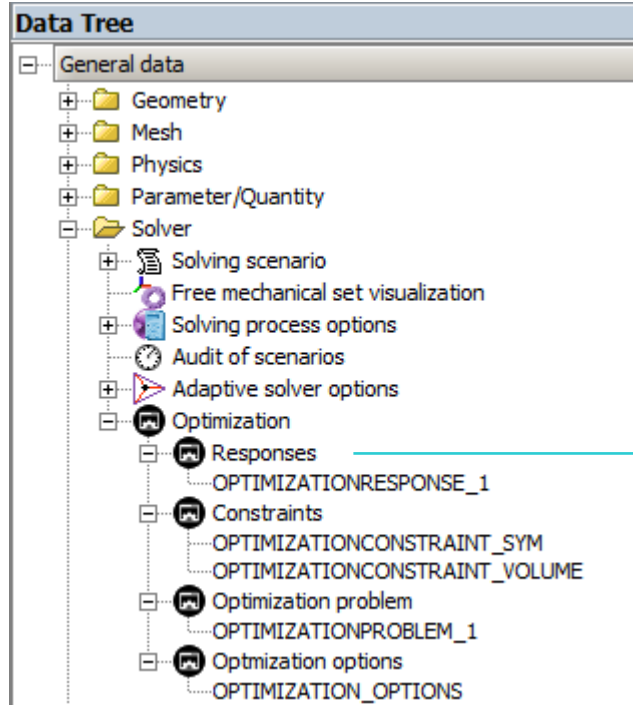 Data Tree
General data
Geometry
Mesh
Physics
Parameter/Quantity
Solver
Solving scenario
Free mechanical set visualization
Solving process options
Audit of scenarios
Adaptive solver options
Optimization
Responses
OPTIMIZATIONRESPONSE_1
Constraints
OPTIMIZATIONCONSTRAINT_SYM
OPTIMIZATIONCONSTRAINT_VOLUME
Optimization problem
OPTIMIZATIONPROBLEM_1
Optmization options
OPTIMIZATION_OPTIONS